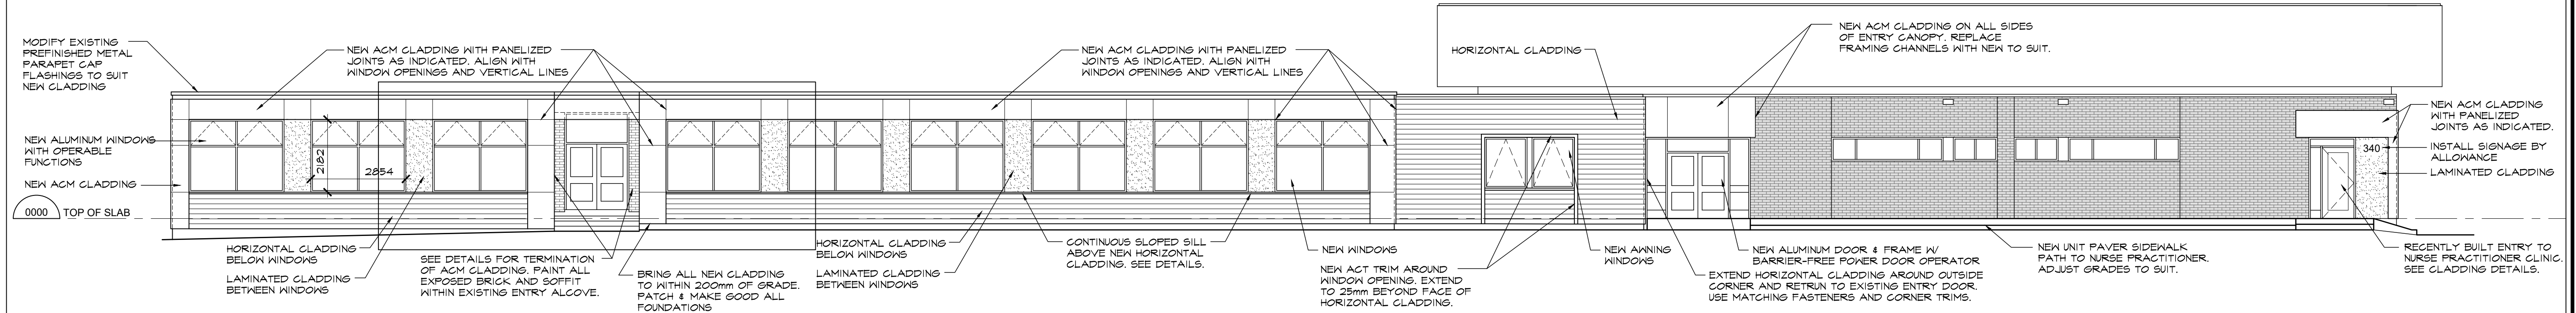 MODIFY EXISTING
PREFINISHED METAL
PARAPET CAP
FLASHINGS TO SUIT
NEW CLADDING
NEW ACM CLADDING WITH PANELIZED
JOINTS AS INDICATED. ALIGN WITH
WINDOW OPENINGS AND VERTICAL LINES
NEW ACM CLADDING WITH PANELIZED
JOINTS AS INDICATED. ALIGN WITH
WINDOW OPENINGS AND VERTICAL LINES
HORIZONTAL CLADDING
NEW ACM CLADDING ON ALL SIDES
OF ENTRY CANOPY. REPLACE
FRAMING CHANNELS WITH NEW TO SUIT.
NEW ACM CLADDING
WITH PANELIZED
JOINTS AS INDICATED.
340
INSTALL SIGNAGE BY
ALLOWANCE
LAMINATED CLADDING
NEW ALUMINUM WINDOWS
WITH OPERABLE
FUNCTIONS
2182
2854
NEW ACM CLADDING
0000
TOP OF SLAB
HORIZONTAL CLADDING
BELOW WINDOWS
LAMINATED CLADDING
BETWEEN WINDOWS
SEE DETAILS FOR TERMINATION
OF ACM CLADDING. PAINT ALL
EXPOSED BRICK AND SOFFIT
WITHIN EXISTING ENTRY ALCOVE.
BRING ALL NEW CLADDING
TO WITHIN 200mm OF GRADE.
PATCH & MAKE GOOD ALL
FOUNDATIONS
HORIZONTAL CLADDING
BELOW WINDOWS
LAMINATED CLADDING
BETWEEN WINDOWS
CONTINUOUS SLOPED SILL
ABOVE NEW HORIZONTAL
CLADDING. SEE DETAILS.
NEW WINDOWS
NEW ACT TRIM AROUND
WINDOW OPENING. EXTEND
TO 25mm BEYOND FACE OF
HORIZONTAL CLADDING.
NEW AWNING
WINDOWS
NEW ALUMINUM DOOR & FRAME W/
BARRIER-FREE POWER DOOR OPERATOR
EXTEND HORIZONTAL CLADDING AROUND OUTSIDE
CORNER AND RETRUN TO EXISTING ENTRY DOOR.
USE MATCHING FASTENERS AND CORNER TRIMS.
NEW UNIT PAVER SIDEWALK
PATH TO NURSE PRACTITIONER.
ADJUST GRADES TO SUIT.
RECENTLY BUILT ENTRY TO
NURSE PRACTITIONER CLINIC.
SEE CLADDING DETAILS.